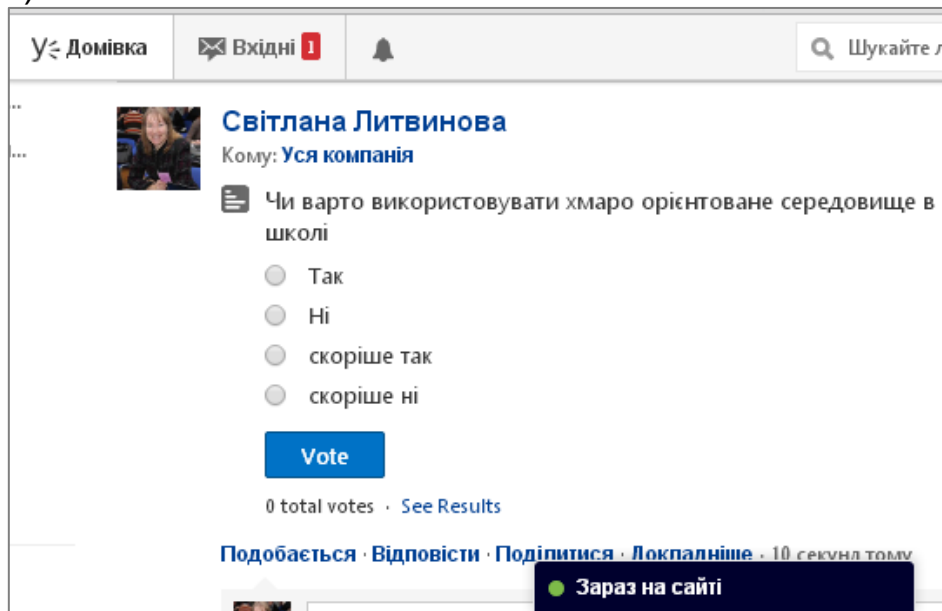 Домівка Вхідні 1 Шукайте
Світлана Литвинова
Кому: Уся компанія
Чи варто використовувати хмаро орієнтоване середовище в
школі
Так
Ні
скоріше так
скоріше ні
Vote
0 total votes · See Results
Подобається · Відповісти · Поділитися · Докладніше · 10 секунд тому
Зараз на сайті